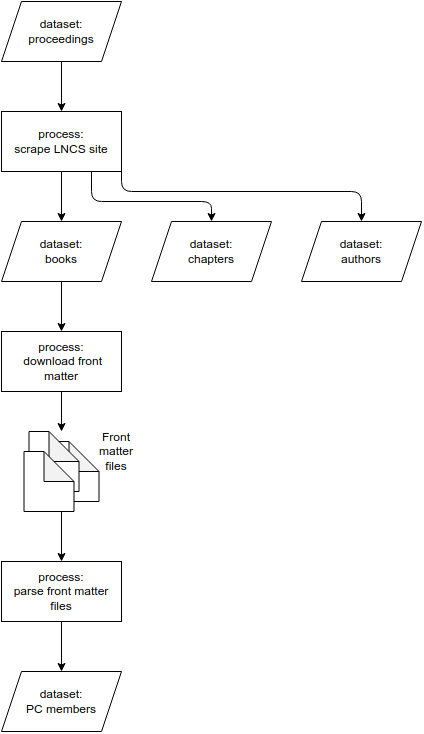 dataset:
proceedings
process:
scrape LNCS site
dataset:
books
dataset:
chapters
dataset:
authors
process:
download front
matter
Front
matter
files
process:
parse front matter
files
dataset:
PC members